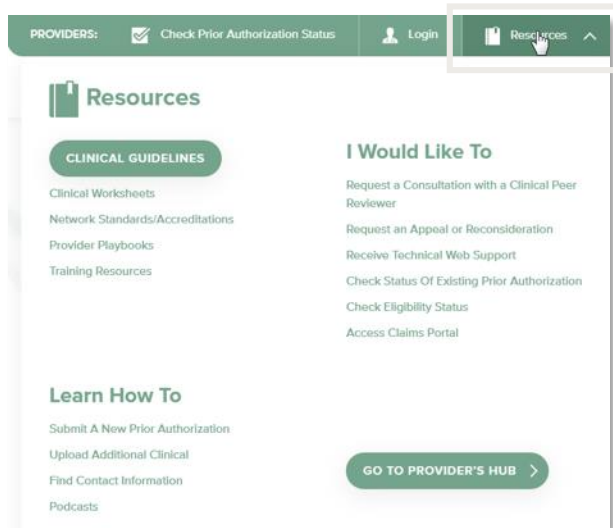 PROVIDERS:
Check Prior Authorization Status
Login
Resources
Resources
CLINICAL GUIDELINES
Clinical Worksheets
Network Standards/Accreditations
Provider Playbooks
Training Resources
I Would Like To
Request a Consultation with a Clinical Peer
Reviewer
Request an Appeal or Reconsideration
Receive Technical Web Support
Check Status Of Existing Prior Authorization
Check Eligibility Status
Access Claims Portal
Learn How To
Submit A New Prior Authorization
Upload Additional Clinical
Find Contact Information
Podcasts
GO TO PROVIDER'S HUB